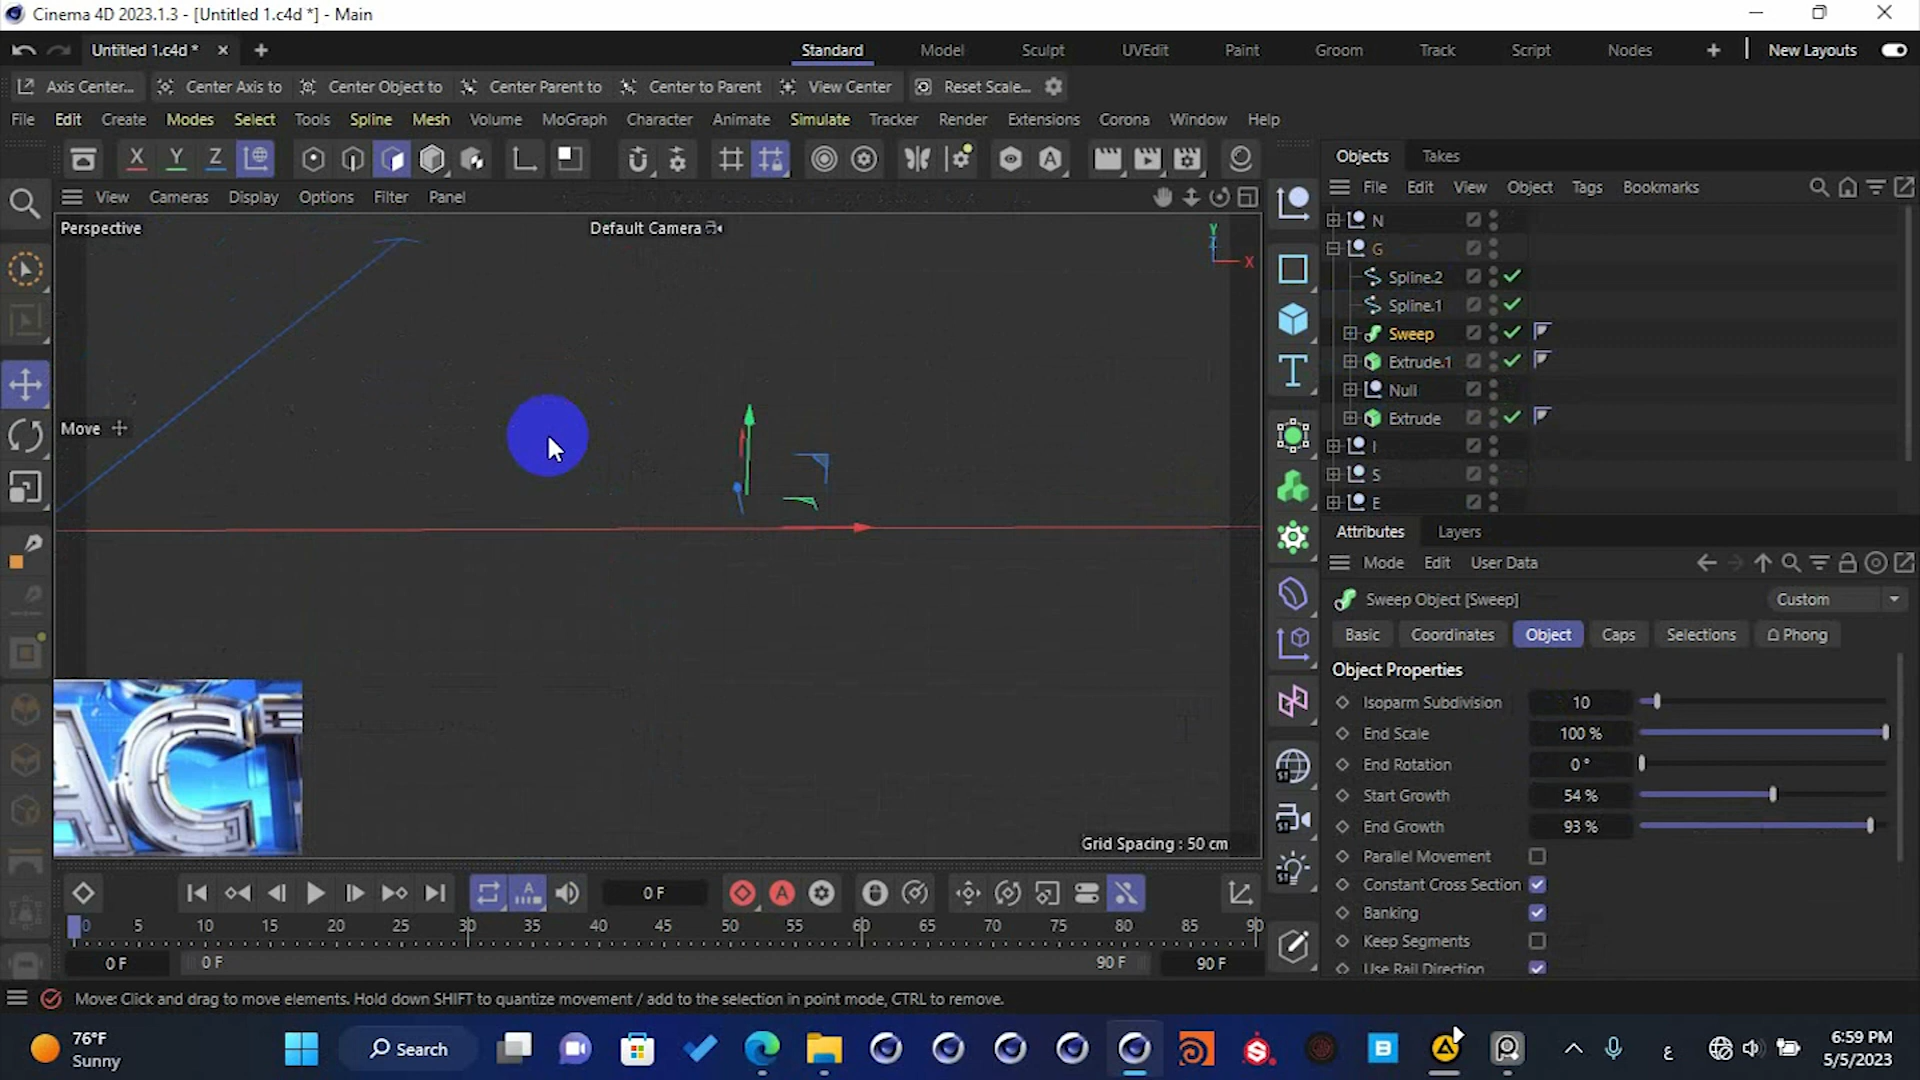 Cinema 4D 2023.1.3 - [Untitled 1.c4d *] - Main
Untitled 1.c4d *
Standard Model Sculpt UVEdit Paint Groom Track Script Nodes New Layouts
Axis Center... Center Axis to Center Object to Center Parent to Center to Parent View Center Reset Scale...
File Edit Create Modes Select Tools Spline Mesh Volume MoGraph Character Animate Simulate Tracker Render Extensions Corona Window Help
X Y Z
Objects Takes
File Edit View Object Tags Bookmarks
View Cameras Display Options Filter Panel
Perspective
Default Camera
Y
Z
X
N
G
Spline.2
Spline.1
Sweep
Extrude.1
Null
Extrude
I
S
E
Move
Grid Spacing : 50 cm
ACT
Attributes Layers
Mode Edit User Data
Sweep Object [Sweep]
Custom
Basic Coordinates Object Caps Selections Phong
Object Properties
Isoparm Subdivision 10
End Scale 100 %
End Rotation 0 °
Start Growth 54 %
End Growth 93 %
Parallel Movement
Constant Cross Section
Banking
Keep Segments
Use Rail Direction
0 F
0 5 10 15 20 25 30 35 40 45 50 55 60 65 70 75 80 85 90
0 F 0 F 90 F 90 F
Move: Click and drag to move elements. Hold down SHIFT to quantize movement / add to the selection in point mode, CTRL to remove.
76°F
Sunny
Search
ع
6:59 PM
5/5/2023